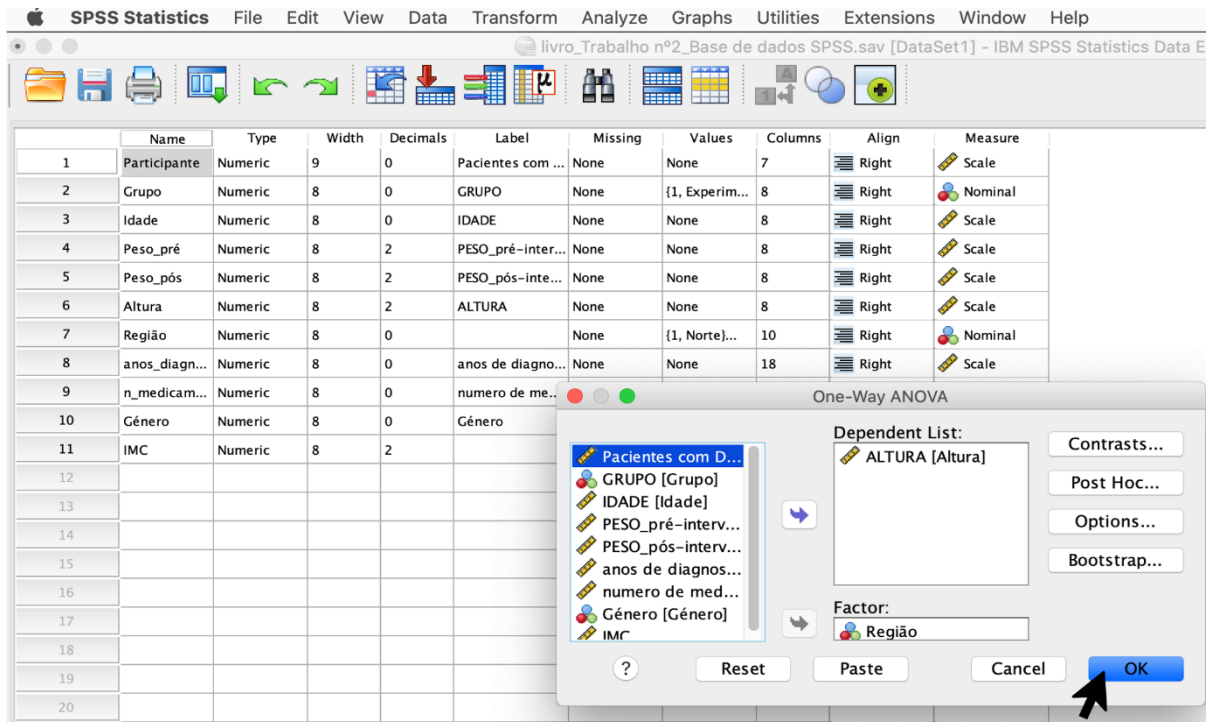 SPSS Statistics File Edit View Data Transform Analyze Graphs Utilities Extensions Window Help
livro_Trabalho nº2_Base de dados SPSS.sav [DataSet1] - IBM SPSS Statistics Data E
A
1
μ
Name Type Width Decimals Label Missing Values Columns Align Measure
1 Participante Numeric 9 0 Pacientes com ... None None 7 Right Scale
2 Grupo Numeric 8 0 GRUPO None {1, Experim... 8 Right Nominal
3 Idade Numeric 8 0 IDADE None None 8 Right Scale
4 Peso_pré Numeric 8 2 PESO_pré-inter... None None 8 Right Scale
5 Peso_pós Numeric 8 2 PESO_pós-inte... None None 8 Right Scale
6 Altura Numeric 8 2 ALTURA None None 8 Right Scale
7 Região Numeric 8 0 None {1, Norte}... 10 Right Nominal
8 anos_diagn... Numeric 8 0 anos de diagno... None None 18 Right Scale
9 n_medicam... Numeric 8 0 numero de me...
10 Género Numeric 8 0 Género
11 IMC Numeric 8 2
12
13
14
15
16
17
18
19
20
One-Way ANOVA
Pacientes com D...
GRUPO [Grupo]
IDADE [Idade]
PESO_pré-interv...
PESO_pós-interv...
anos de diagnos...
numero de med...
Género [Género]
IMC
Dependent List:
ALTURA [Altura]
Factor:
Região
Contrasts...
Post Hoc...
Options...
Bootstrap...
? Reset Paste Cancel OK